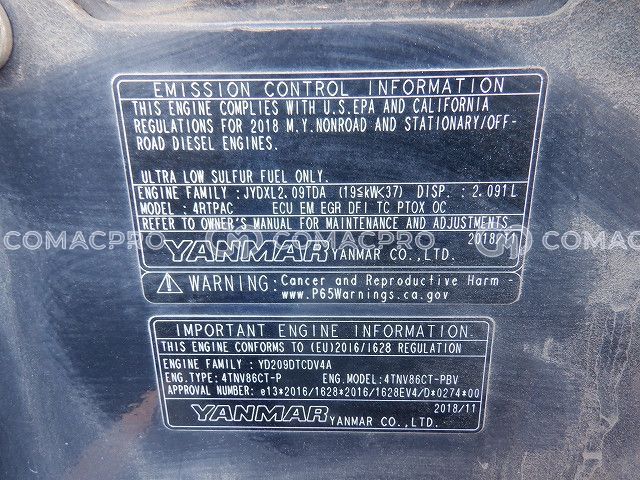 EMISSION CONTROL INFORMATION
THIS ENGINE COMPLIES WITH U.S.EPA AND CALIFORNIA
REGULATIONS FOR 2018 M.Y.NONROAD AND STATIONARY/OFF-
ROAD DIESEL ENGINES.
ULTRA LOW SULFUR FUEL ONLY.
ENGINE FAMILY : JYDXL2.09TDA (19≦kW<37) DISP. : 2.091L
MODEL : 4RTPAC ECU EM EGR DFI TC PTOX OC
REFER TO OWNER'S MANUAL FOR MAINTENANCE AND ADJUSTMENTS
2018/11
YANMAR YANMAR CO.,LTD.
COMACPRO COMACPRO COMACPRO
WARNING: Cancer and Reproductive Harm -
www.P65Warnings.ca.gov
IMPORTANT ENGINE INFORMATION
THIS ENGINE CONFORMS TO (EU)2016/1628 REGULATION
ENGINE FAMILY : YD209DTCDV4A
ENG.TYPE:4TNV86CT-P ENG.MODEL:4TNV86CT-PBV
APPROVAL NUMBER: e13*2016/1628*2016/1628EV4/D*0274*00
2018/11
YANMAR YANMAR CO.,LTD.